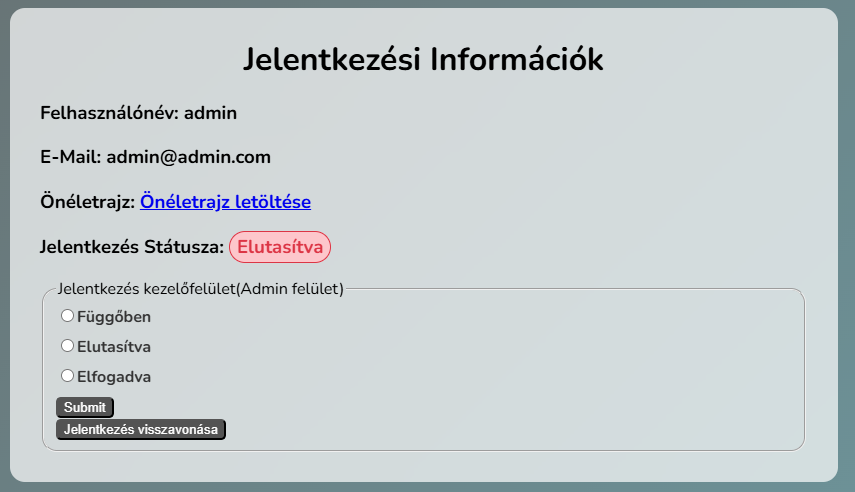 Jelentkezési Információk
Felhasználónév: admin
E-Mail: admin@admin.com
Önéletrajz: Önéletrajz letöltése
Jelentkezés Státusza: Elutasítva
Jelentkezés kezelőfelület(Admin felület)
Függőben
Elutasítva
Elfogadva
Submit
Jelentkezés visszavonása